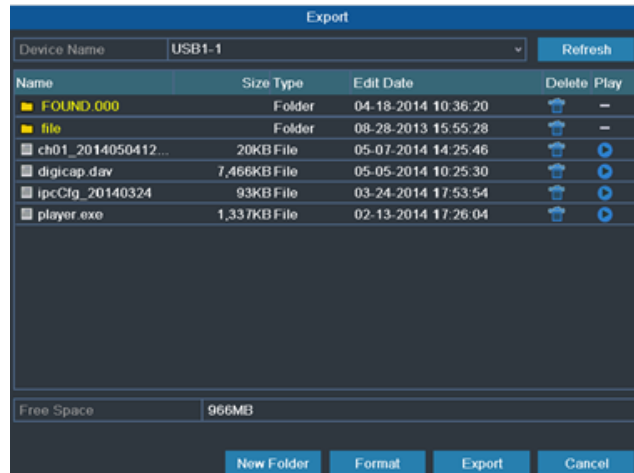 Export
Device Name USB1-1 Refresh
Name Size Type Edit Date Delete Play
FOUND.000 Folder 04-18-2014 10:36:20
file Folder 08-28-2013 15:55:28
ch01_2014050412... 20KB File 05-07-2014 14:25:46
digicap.dav 7,466KB File 05-05-2014 10:25:30
ipcCfg_20140324 93KB File 03-24-2014 17:53:54
player.exe 1,337KB File 02-13-2014 17:26:04
Free Space 966MB
New Folder Format Export Cancel